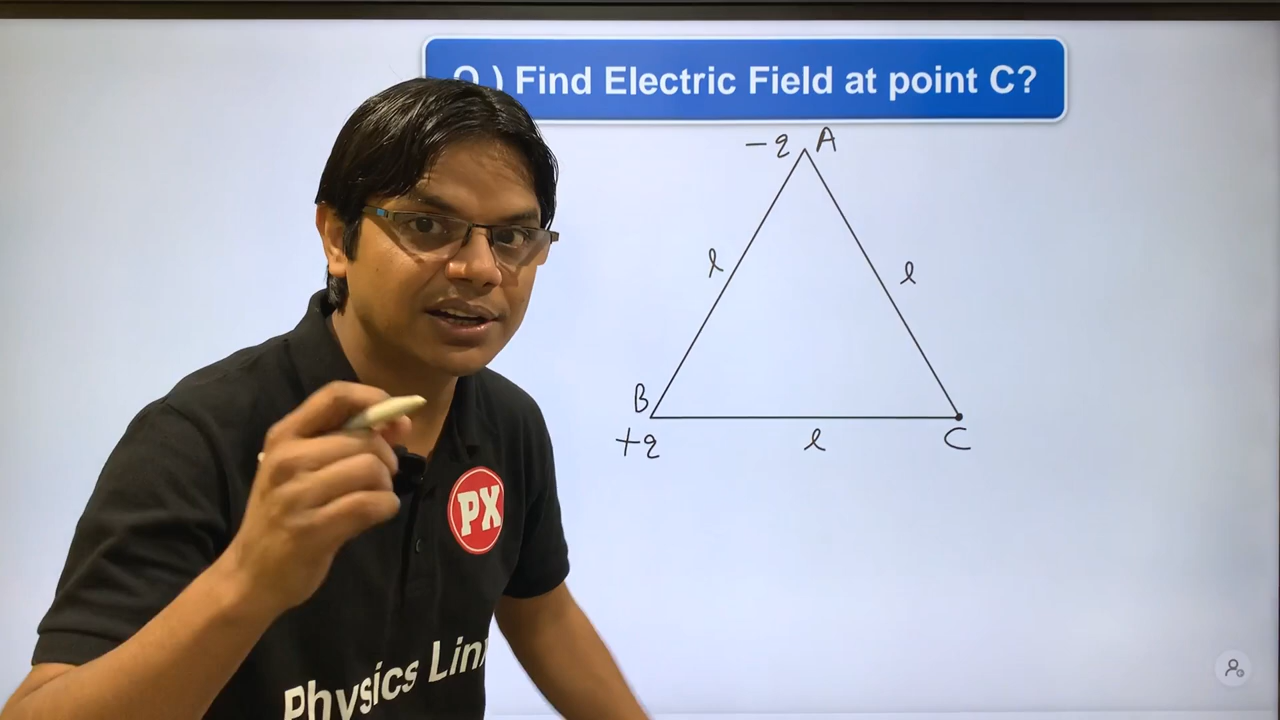 Q.) Find Electric Field at point C?
-q A
l
l
B
+q
l
C
PX
Physics Lin